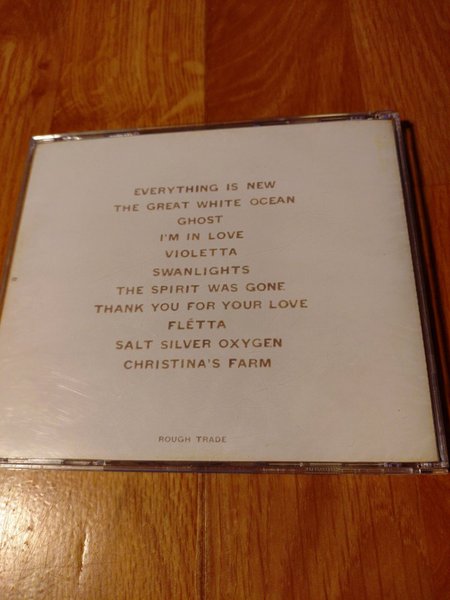 EVERYTHING IS NEW
THE GREAT WHITE OCEAN
GHOST
I'M IN LOVE
VIOLETTA
SWANLIGHTS
THE SPIRIT WAS GONE
THANK YOU FOR YOUR LOVE
FLÉTTA
SALT SILVER OXYGEN
CHRISTINA'S FARM
ROUGH TRADE